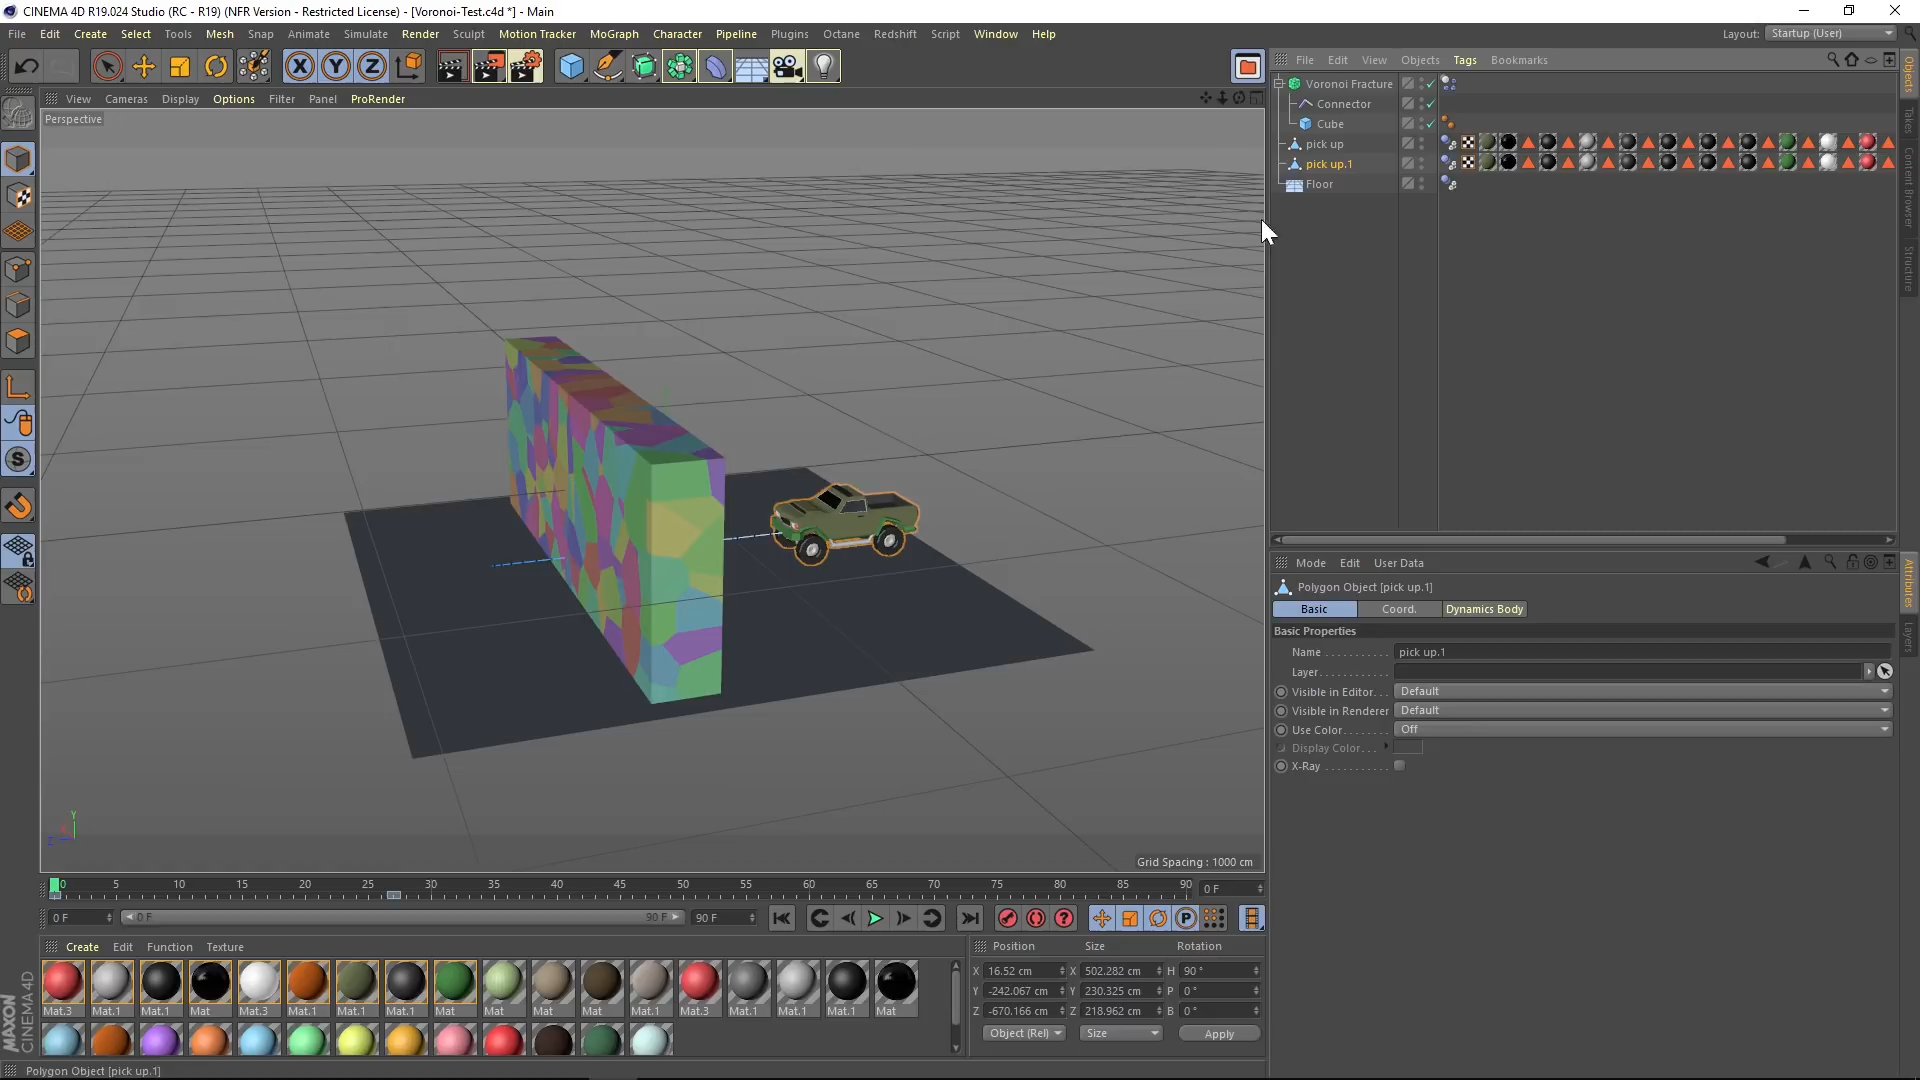 CINEMA 4D R19.024 Studio (RC - R19) (NFR Version - Restricted License) - [Voronoi-Test.c4d *] - Main
File Edit Create Select Tools Mesh Snap Animate Simulate Render Sculpt Motion Tracker MoGraph Character Pipeline Plugins Octane Redshift Script Window Help
Layout: Startup (User)
X Y Z
File Edit View Objects Tags Bookmarks
View Cameras Display Options Filter Panel ProRender
Perspective
Voronoi Fracture
Connector
Cube
pick up
pick up.1
Floor
Objects
Takes
Content Browser
Structure
Y
X
Z
Grid Spacing : 1000 cm
Mode Edit User Data
Polygon Object [pick up.1]
Basic Coord. Dynamics Body
Basic Properties
Name . . . . . . . . . . . pick up.1
Layer . . . . . . . . . . .
Visible in Editor. . . Default
Visible in Renderer Default
Use Color. . . . . . . . Off
Display Color. . .
X-Ray . . . . . . . . . . .
Attributes
Layers
0 5 10 15 20 25 30 35 40 45 50 55 60 65 70 75 80 85 90 0 F
0 F 0 F 90 F 90 F
Create Edit Function Texture
Mat.3 Mat.1 Mat.1 Mat.1 Mat.3 Mat.1 Mat.1 Mat.1 Mat Mat.1 Mat Mat Mat.1 Mat.3 Mat.1 Mat.1 Mat.1 Mat
Position Size Rotation
X 16.52 cm X 502.282 cm H 90 °
Y -242.067 cm Y 230.325 cm P 0 °
Z -670.166 cm Z 218.962 cm B 0 °
Object (Rel) Size Apply
MAXON
CINEMA 4D
Polygon Object [pick up.1]